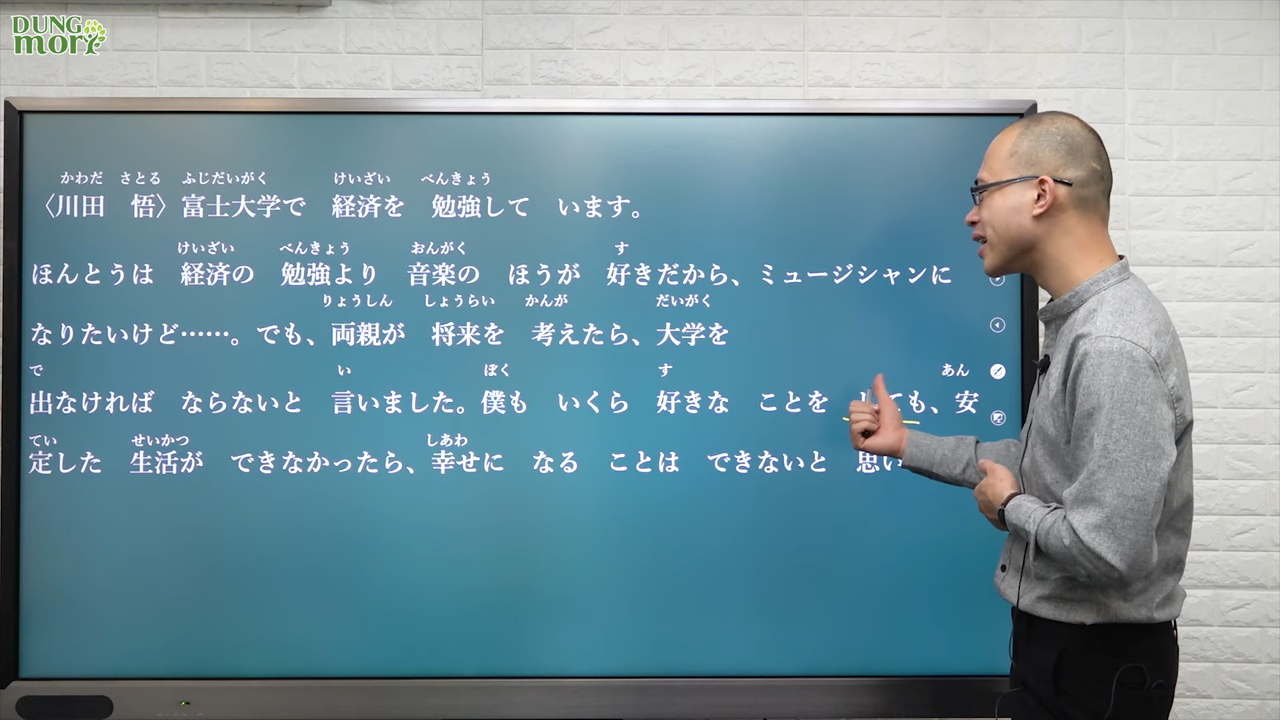 DUNG
mori
かわだ さとる ふじだいがく けいざい べんきょう
〈川田 悟〉富士大学で 経済を 勉強して います。
けいざい べんきょう おんがく す
ほんとうは 経済の 勉強より 音楽の ほうが 好きだから、ミュージシャンに
りょうしん しょうらい かんが だいがく
なりたいけど……。でも、両親が 将来を 考えたら、大学を
で い ぼく す あん
出なければ ならないと 言いました。僕も いくら 好きな ことを ても、安
てい せいかつ しあわ
定した 生活が できなかったら、幸せに なる ことは できないと 思い